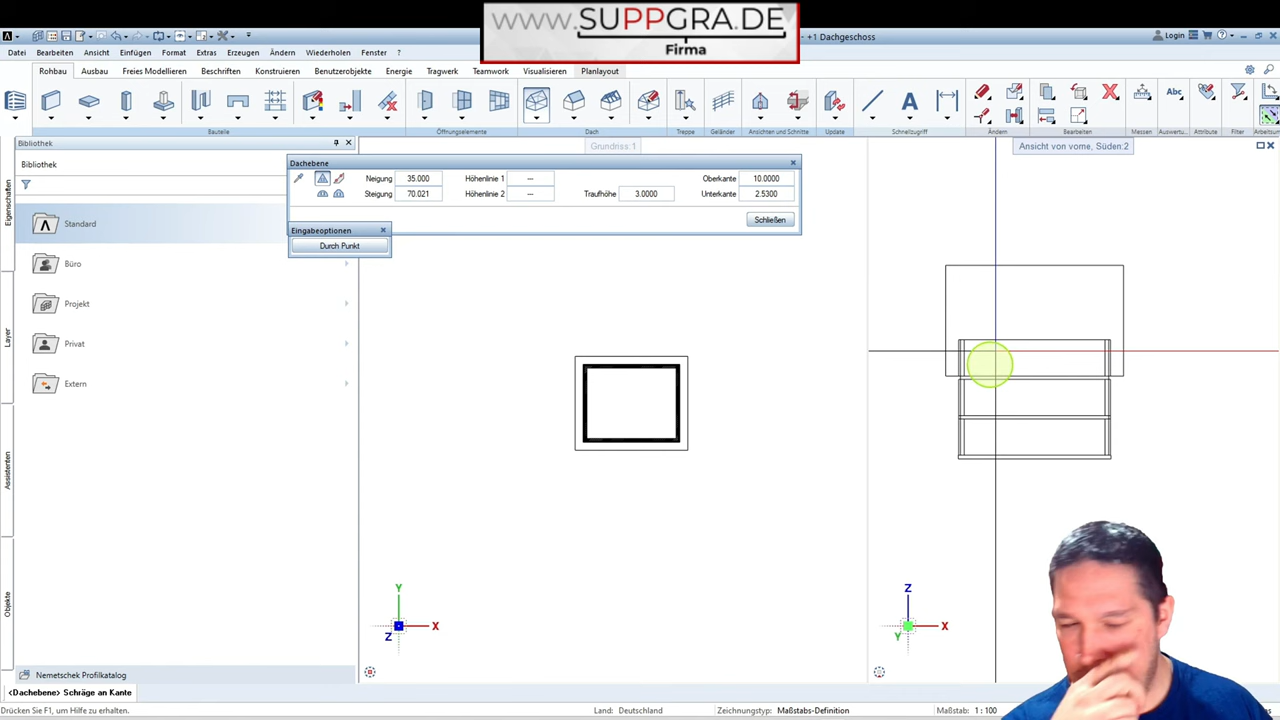 www.SUPPGRA.DE
Firma
+1 Dachgeschoss
Login
Datei Bearbeiten Ansicht Einfügen Format Extras Erzeugen Ändern Wiederholen Fenster ?
Rohbau Ausbau Freies Modellieren Beschriften Konstruieren Benutzerobjekte Energie Tragwerk Teamwork Visualisieren Planlayout
A
Abc
Bauteile Öffnungselemente Dach Treppe Geländer Ansichten und Schnitte Update Schnellzugriff Ändern Bearbeiten Messen Auswertu... Attribute Filter Arbeitsum
Bibliothek
Grundriss:1
Ansicht von vorne, Süden:2
Bibliothek
Dachebene
Neigung 35.000 Höhenlinie 1 --- Oberkante 10.0000
Steigung 70.021 Höhenlinie 2 --- Traufhöhe 3.0000 Unterkante 2.5300
Schließen
Eingabeoptionen
Durch Punkt
Eigenschaften
Layer
Assistenten
Objekte
Standard
Büro
Projekt
Privat
Extern
Y
Z X
Z
Y X
Nemetschek Profilkatalog
<Dachebene> Schräge an Kante
Drücken Sie F1, um Hilfe zu erhalten.
Land: Deutschland
Zeichnungstyp: Maßstabs-Definition
Maßstab: 1 : 100